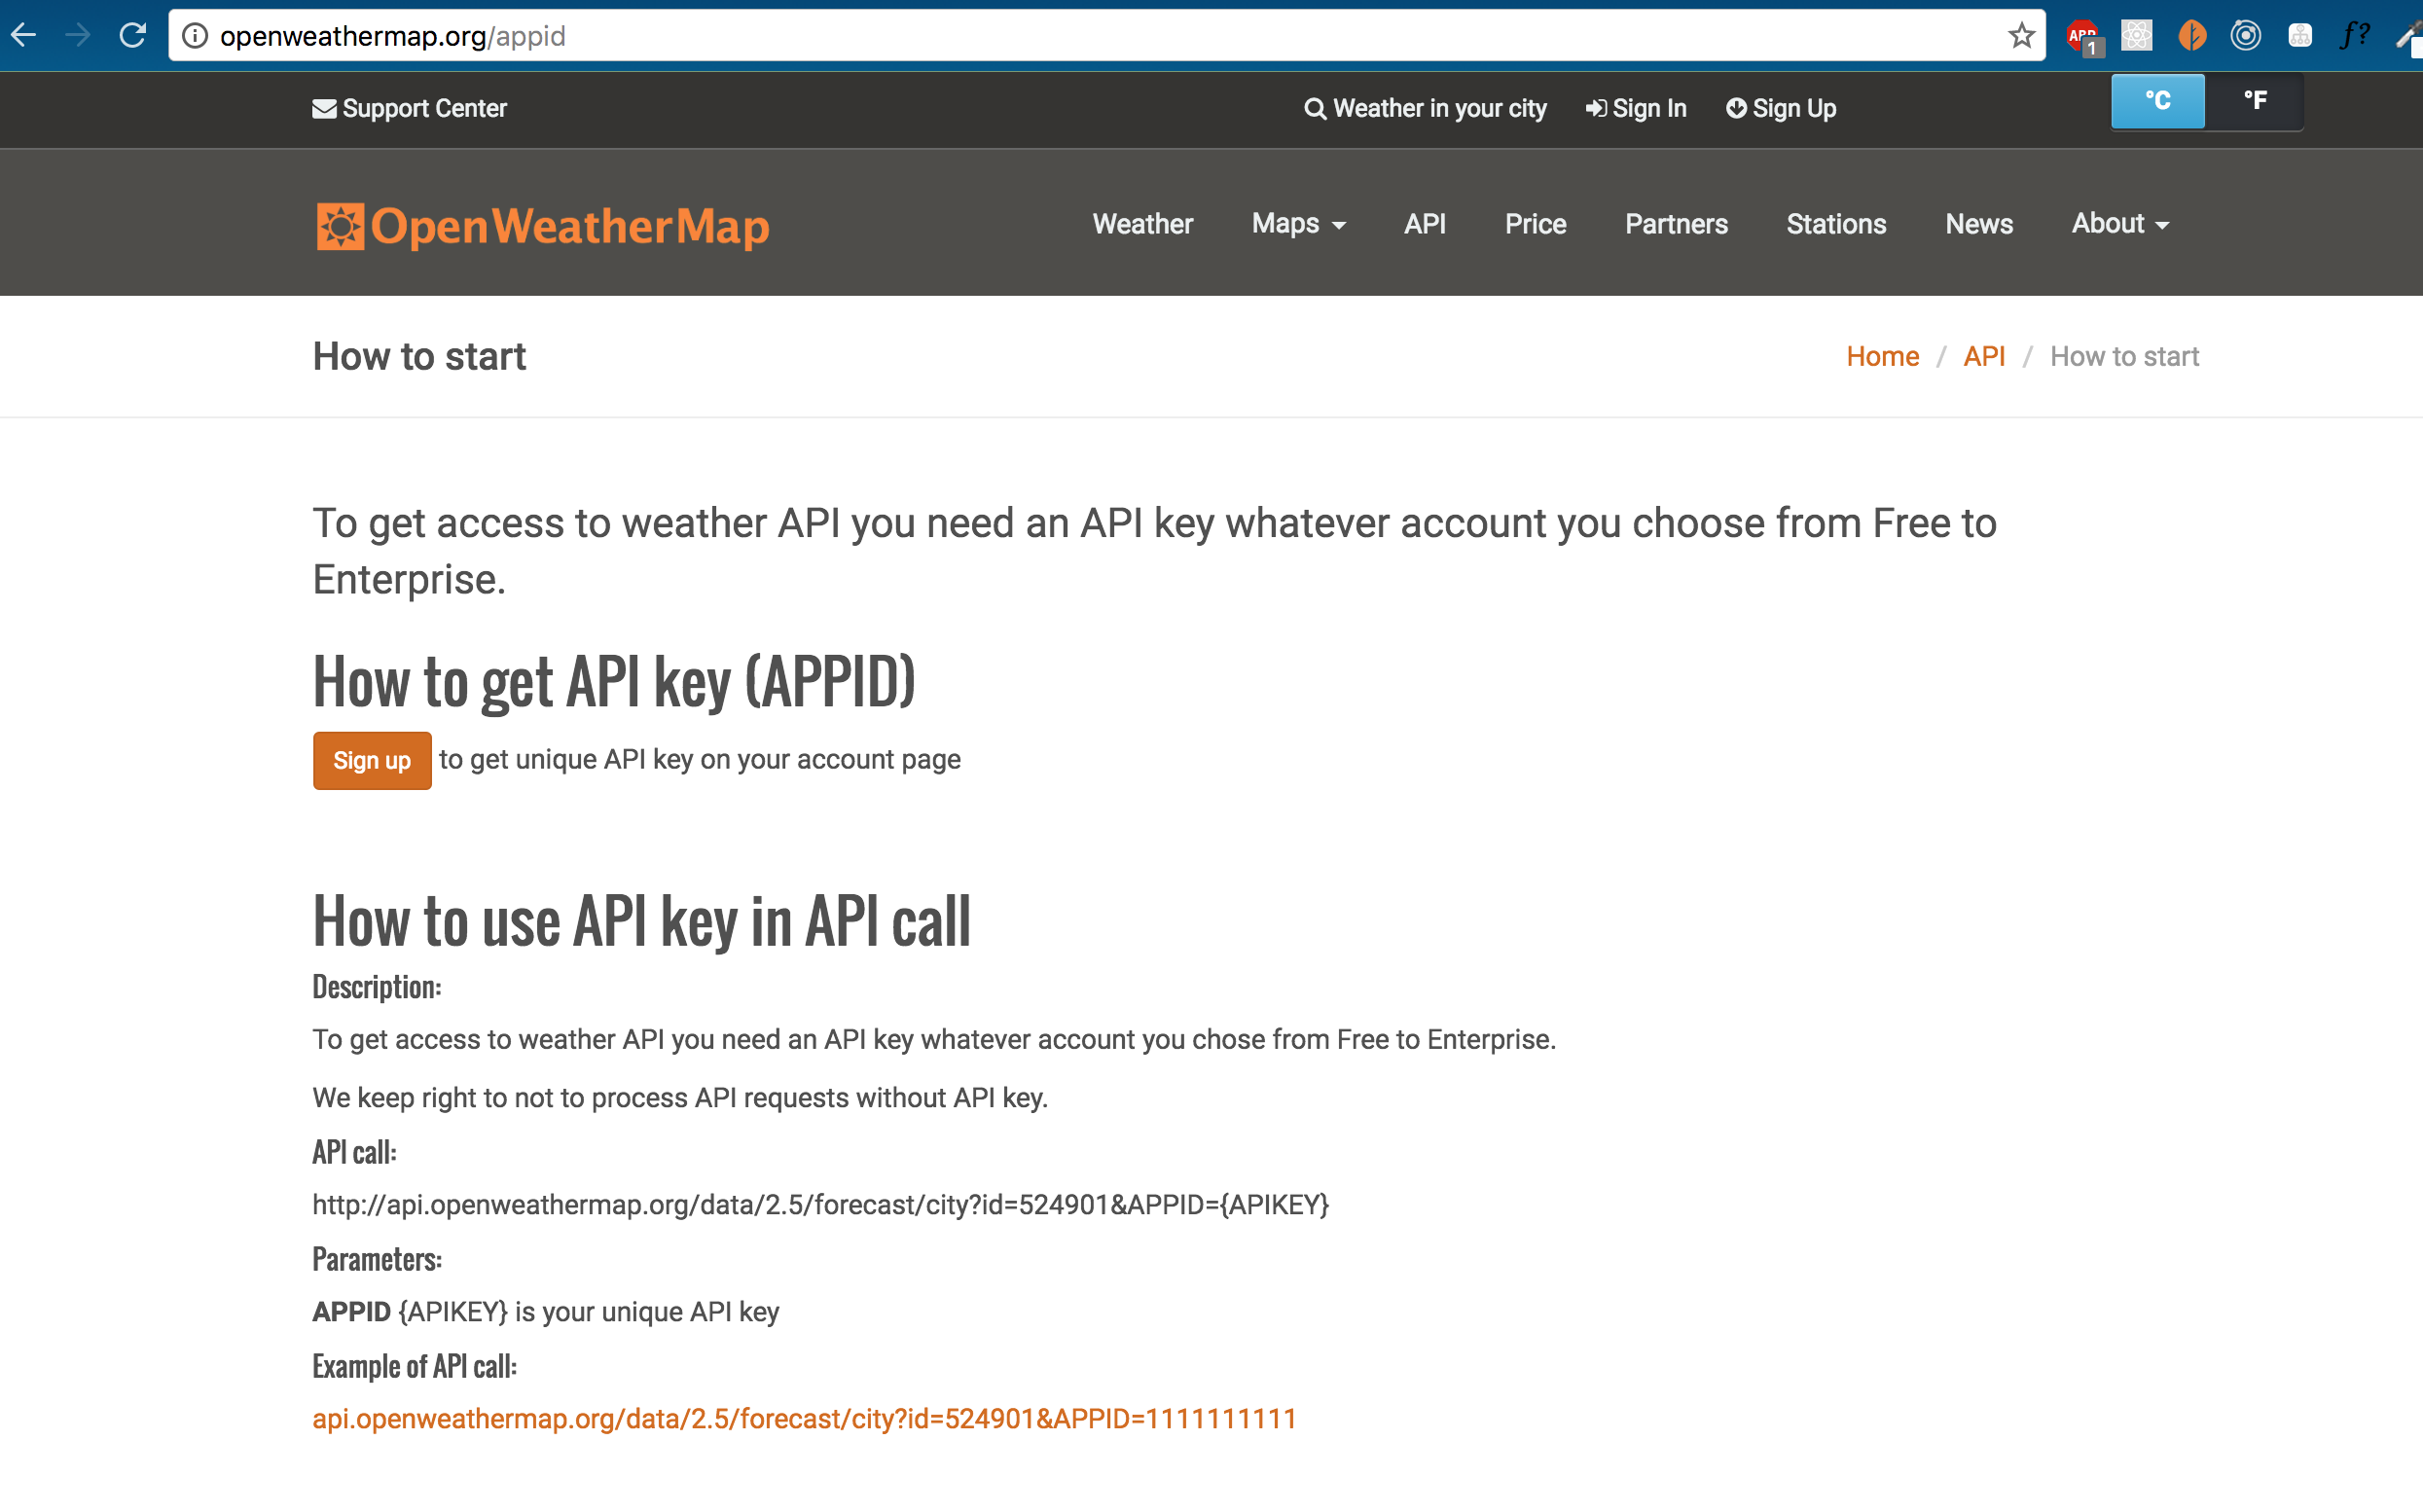 openweathermap.org/appid
ABP
1
f?
Support Center
Weather in your city
Sign In
Sign Up
°C
°F
OpenWeatherMap
Weather
Maps
API
Price
Partners
Stations
News
About
How to start
Home / API / How to start
To get access to weather API you need an API key whatever account you choose from Free to
Enterprise.
How to get API key (APPID)
Sign up to get unique API key on your account page
How to use API key in API call
Description:
To get access to weather API you need an API key whatever account you chose from Free to Enterprise.
We keep right to not to process API requests without API key.
API call:
http://api.openweathermap.org/data/2.5/forecast/city?id=524901&APPID={APIKEY}
Parameters:
APPID {APIKEY} is your unique API key
Example of API call:
api.openweathermap.org/data/2.5/forecast/city?id=524901&APPID=1111111111